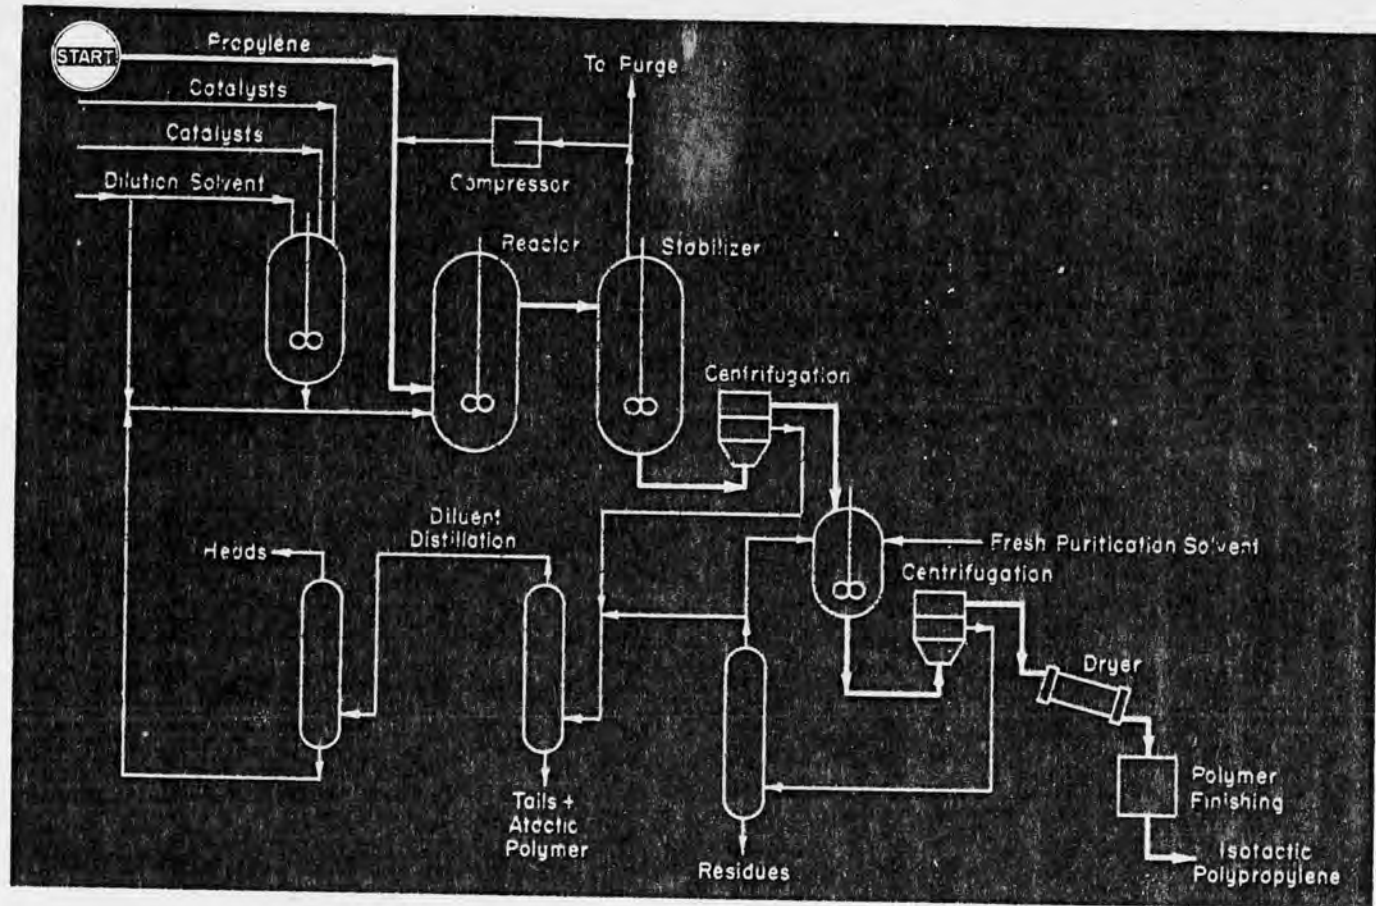 START
Propylene
Catalysts
Catalysts
Dilution Solvent
To Purge
Compressor
Reactor
Stabilizer
Centrifugation
Diluent
Distillation
Heads
Fresh Purification Solvent
Centrifugation
Dryer
Tails +
Atactic
Polymer
Residues
Polymer
Finishing
Isotactic
Polypropylene